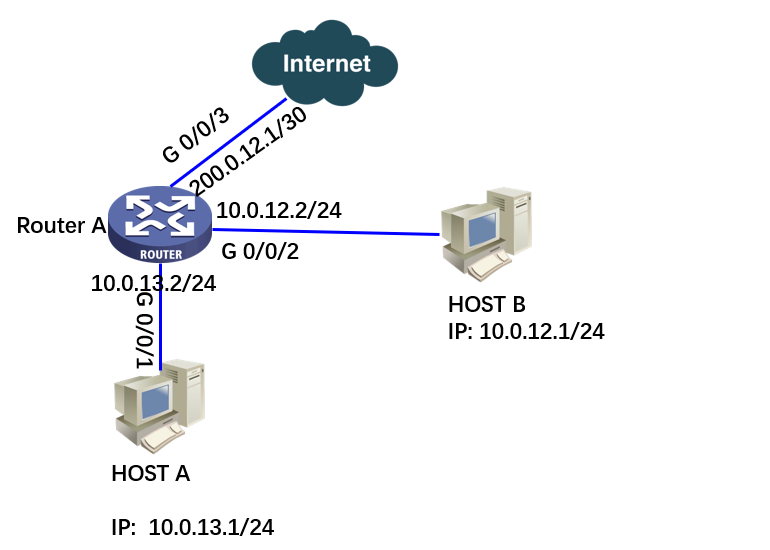 Internet
G 0/0/3
200.0.12.1/30
Router A
ROUTER
10.0.12.2/24
G 0/0/2
10.0.13.2/24
G 0/0/1
HOST B
IP: 10.0.12.1/24
HOST A
IP: 10.0.13.1/24